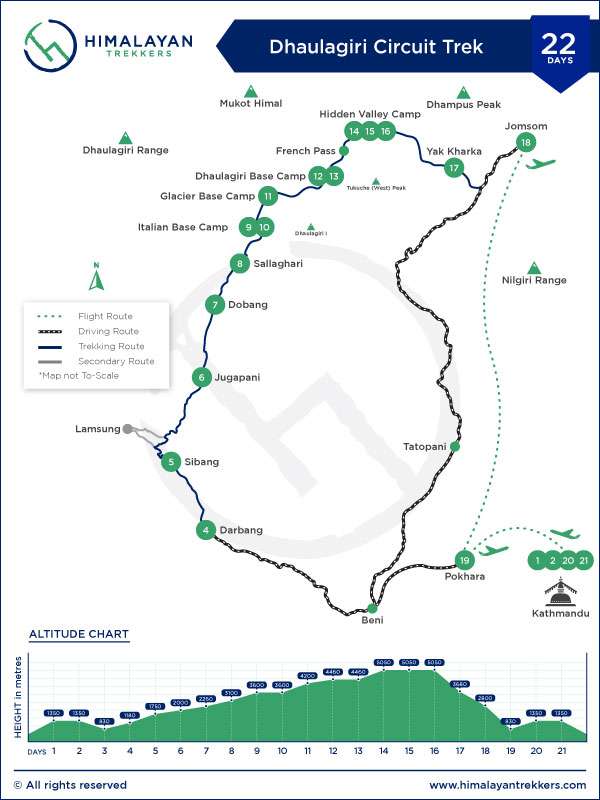 HIMALAYAN
TREKKERS
Dhaulagiri Circuit Trek
22
DAYS
Mukot Himal
Dhampus Peak
Hidden Valley Camp
14 15 16
Jomsom
18
Dhaulagiri Range
French Pass
Yak Kharka
17
Dhaulagiri Base Camp
12 13
Tukuche (West) Peak
Glacier Base Camp
11
Italian Base Camp
9 10
Dhaulagiri I
8
Sallaghari
Nilgiri Range
N
7
Dobang
Flight Route
Driving Route
Trekking Route
Secondary Route
*Map not To-Scale
6
Jugapani
Lamsung
Tatopani
5
Sibang
4
Darbang
19
Pokhara
1 2 20 21
Kathmandu
Beni
ALTITUDE CHART
HEIGHT in metres
1350 1350 830 1180 1750 2000 2260 3100 3600 3600 4200 4460 4460 5050 5050 5050 3660 2800 830 1350 1350
DAYS 1 2 3 4 5 6 7 8 9 10 11 12 13 14 15 16 17 18 19 20 21
© All rights reserved
www.himalayantrekkers.com